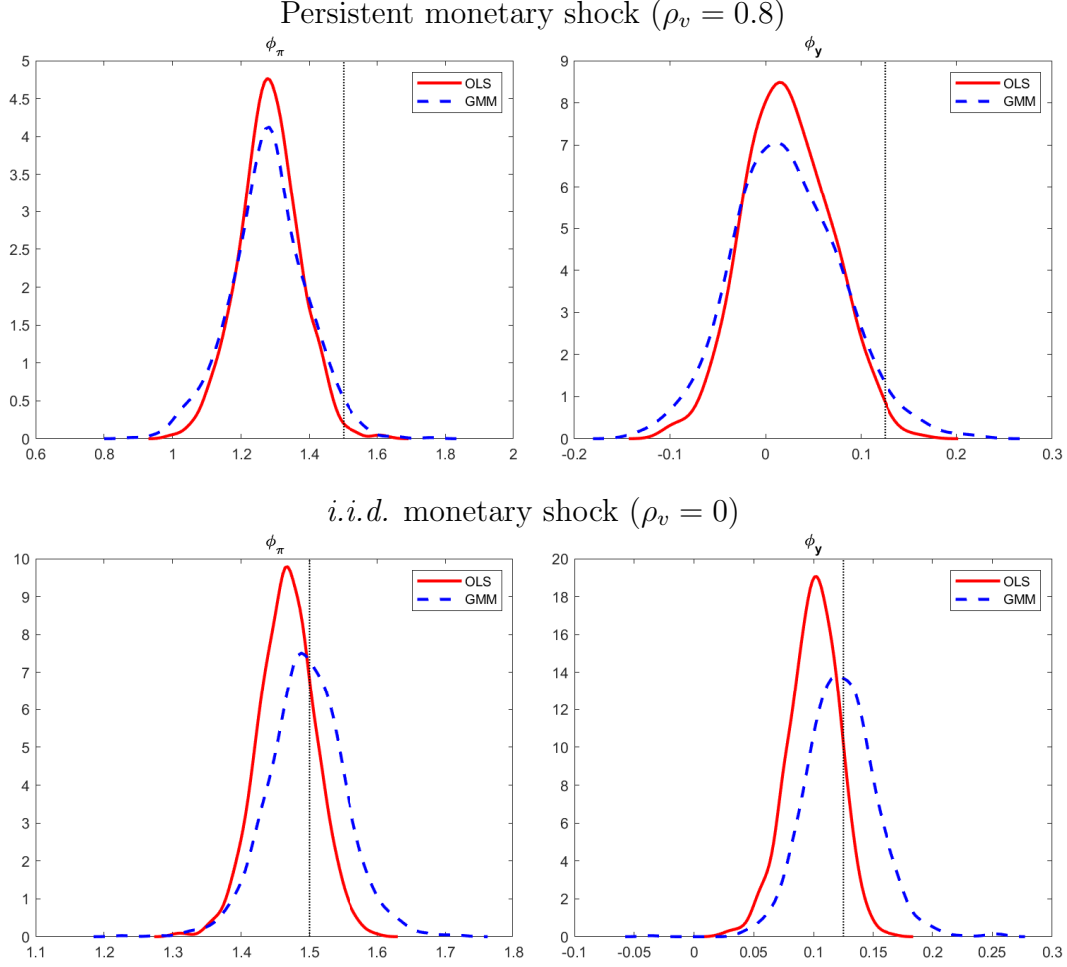 Persistent monetary shock (ρ_v = 0.8)
ϕ_π
5
4.5
4
3.5
3
2.5
2
1.5
1
0.5
0
0.6 0.8 1 1.2 1.4 1.6 1.8 2
OLS
GMM
ϕ_y
9
8
7
6
5
4
3
2
1
0
-0.2 -0.1 0 0.1 0.2 0.3
OLS
GMM
i.i.d. monetary shock (ρ_v = 0)
ϕ_π
10
9
8
7
6
5
4
3
2
1
0
1.1 1.2 1.3 1.4 1.5 1.6 1.7 1.8
OLS
GMM
ϕ_y
20
18
16
14
12
10
8
6
4
2
0
-0.1 -0.05 0 0.05 0.1 0.15 0.2 0.25 0.3
OLS
GMM